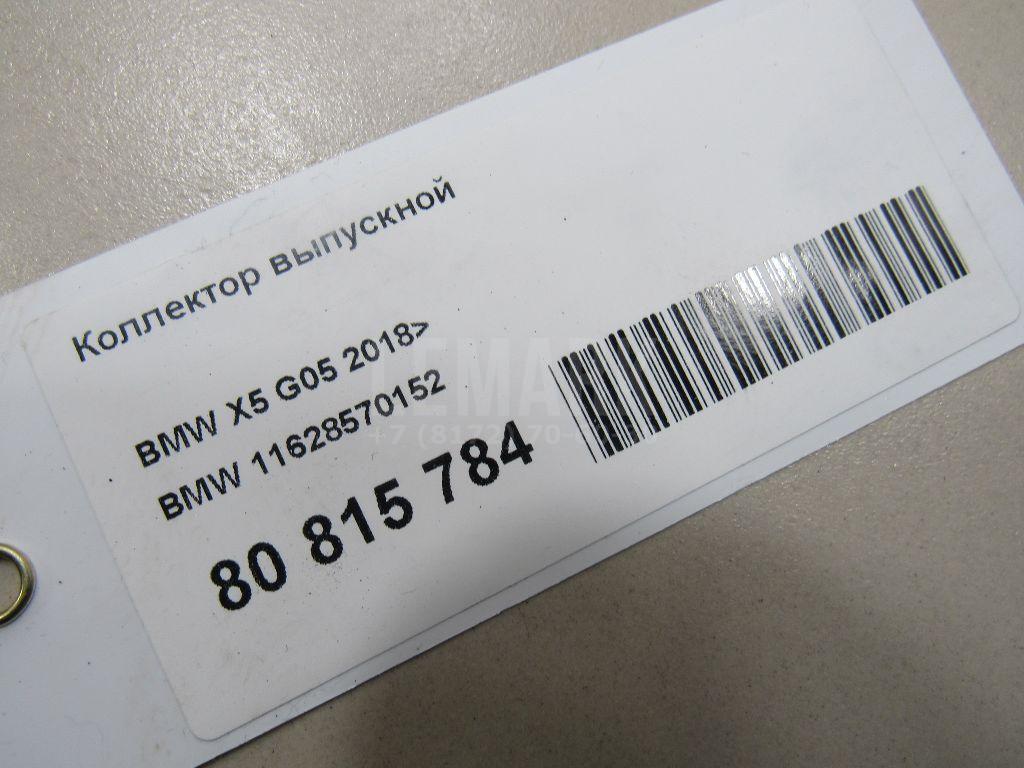 Коллектор выпускной
BMW X5 G05 2018>
BMW 11628570152
80 815 784